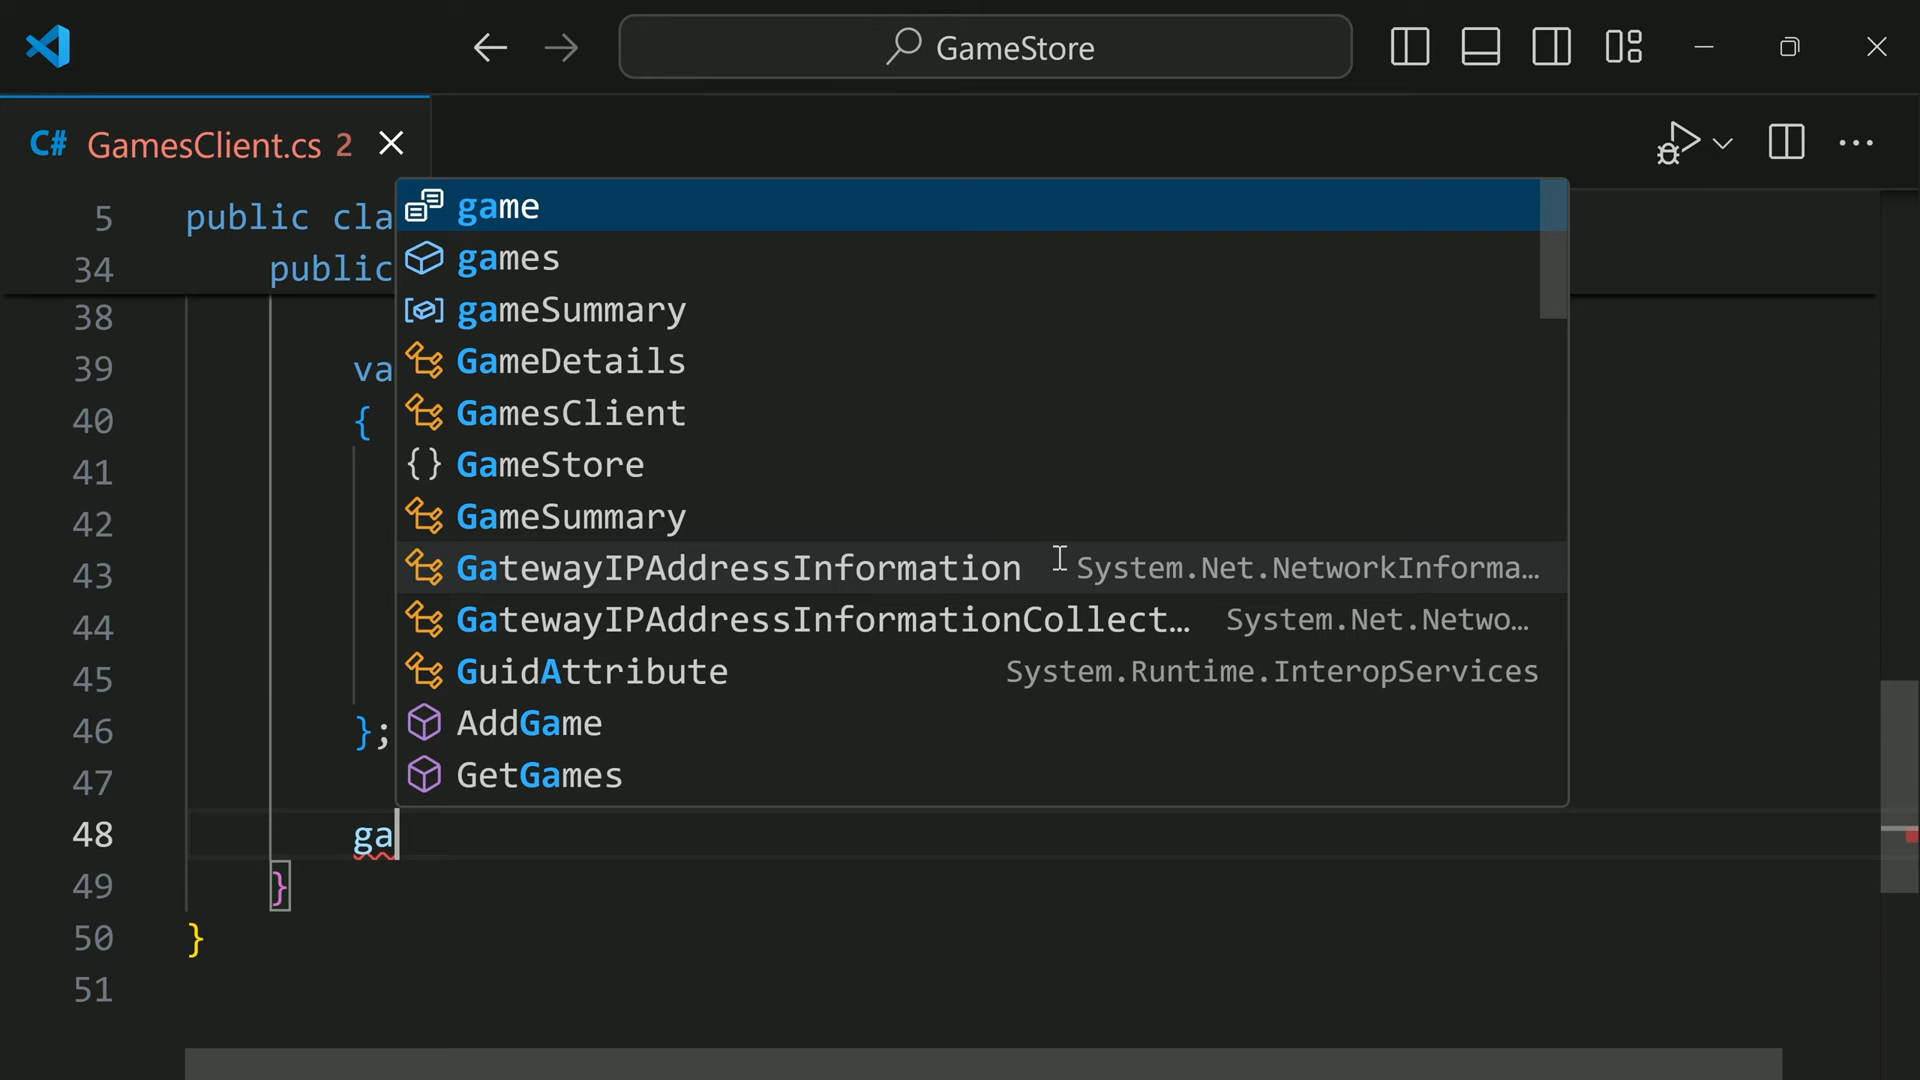 GameStore
C# GamesClient.cs 2
5 public cla
34 public
38
39 va
40 {
41
42
43
44
45
46 };
47
48 ga
49 }
50 }
51
game
games
gameSummary
GameDetails
GamesClient
{} GameStore
GameSummary
GatewayIPAddressInformation System.Net.NetworkInforma…
GatewayIPAddressInformationCollect… System.Net.Netwo…
GuidAttribute System.Runtime.InteropServices
AddGame
GetGames